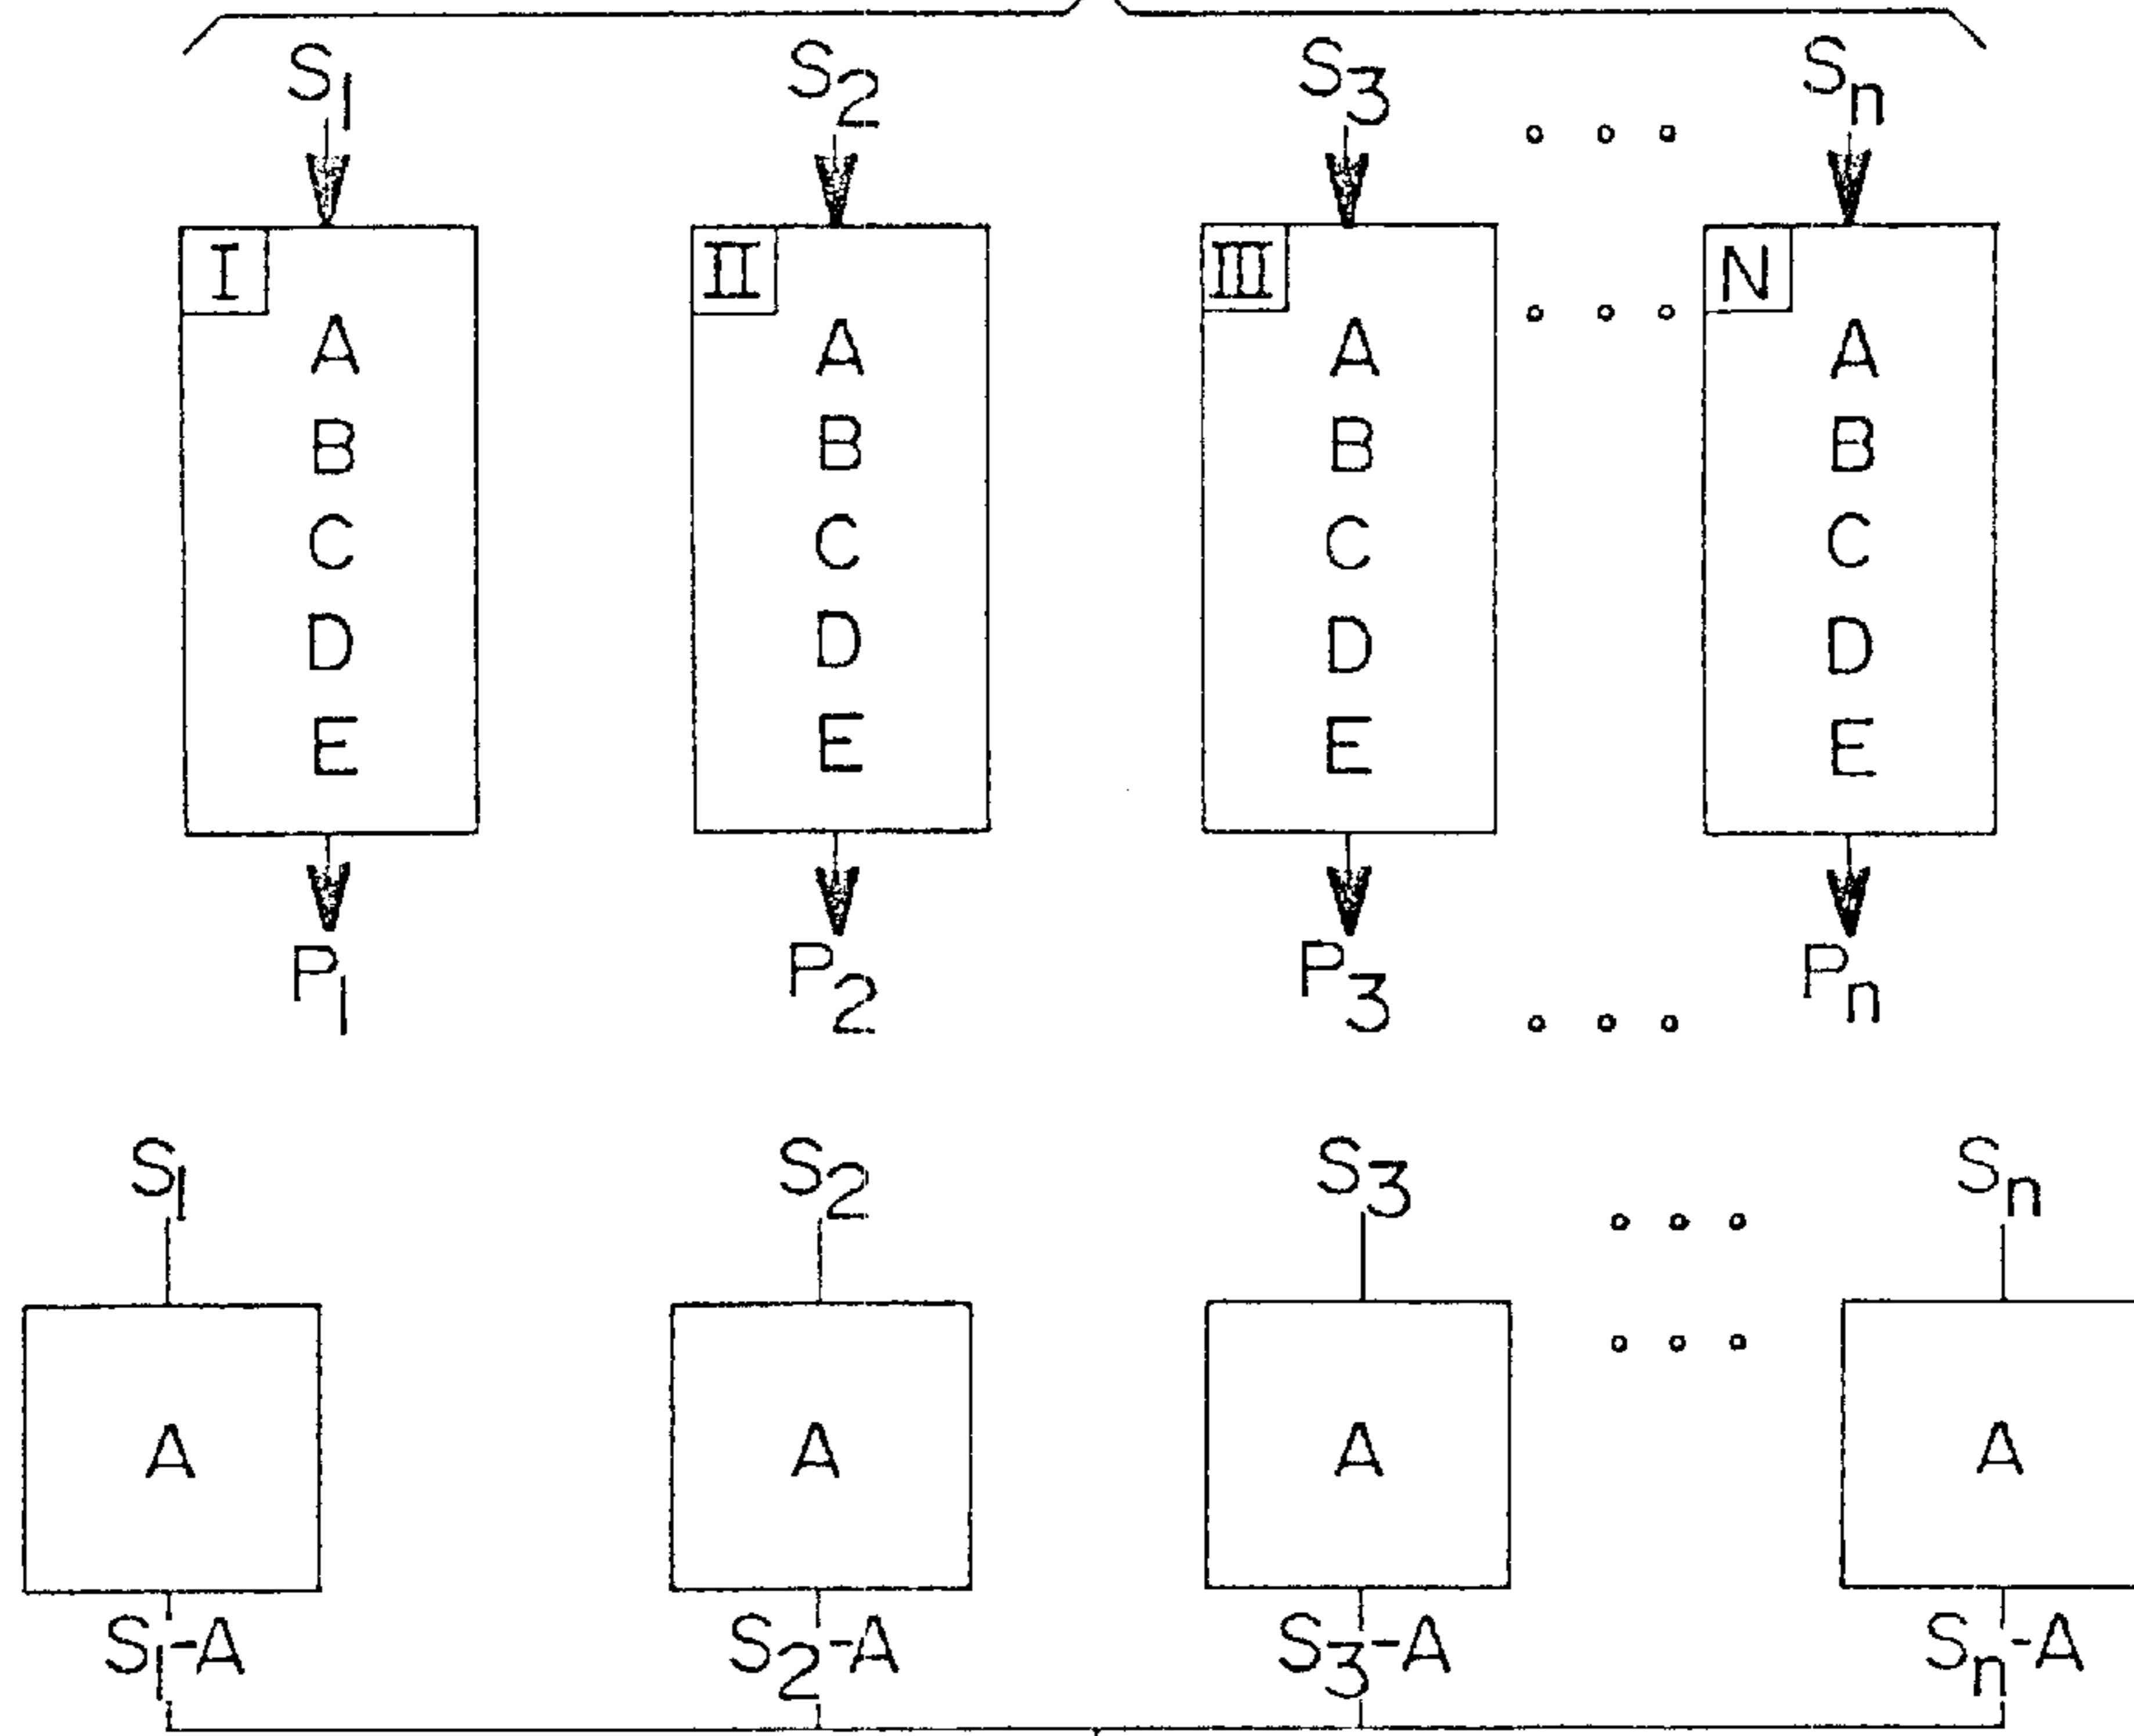 S1 S2 S3 ... Sn
I II III ... N
A A A A
B B B B
C C C C
D D D D
E E E E
P1 P2 P3 ... Pn
S1 S2 S3 ... Sn
...
A A A A
S1-A S2-A S3-A Sn-A